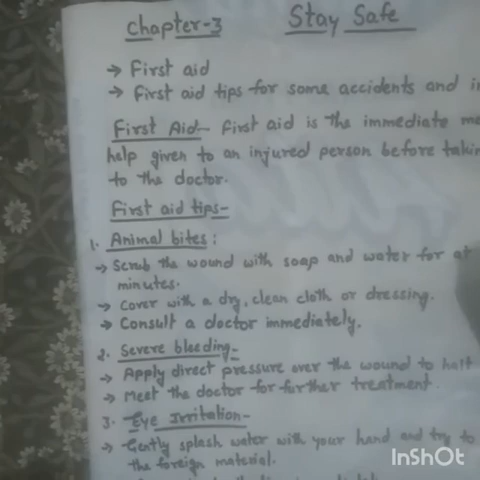 Chapter-3 Stay Safe
→ First aid
→ First aid tips for some accidents and
First Aid- First aid is the immediate
help given to an injured person before
to the doctor.
First aid tips-
1. Animal bites:
→ Scrub the wound with soap and water for at
minutes.
→ Cover with a dry, clean cloth or dressing.
→ Consult a doctor immediately.
2. Severe bleeding-
→ Apply direct pressure over the wound to halt
→ Meet the doctor for further treatment.
3. Eye Irritation-
→ Gently splash water with your hand and try to
the foreign material.
InShOt